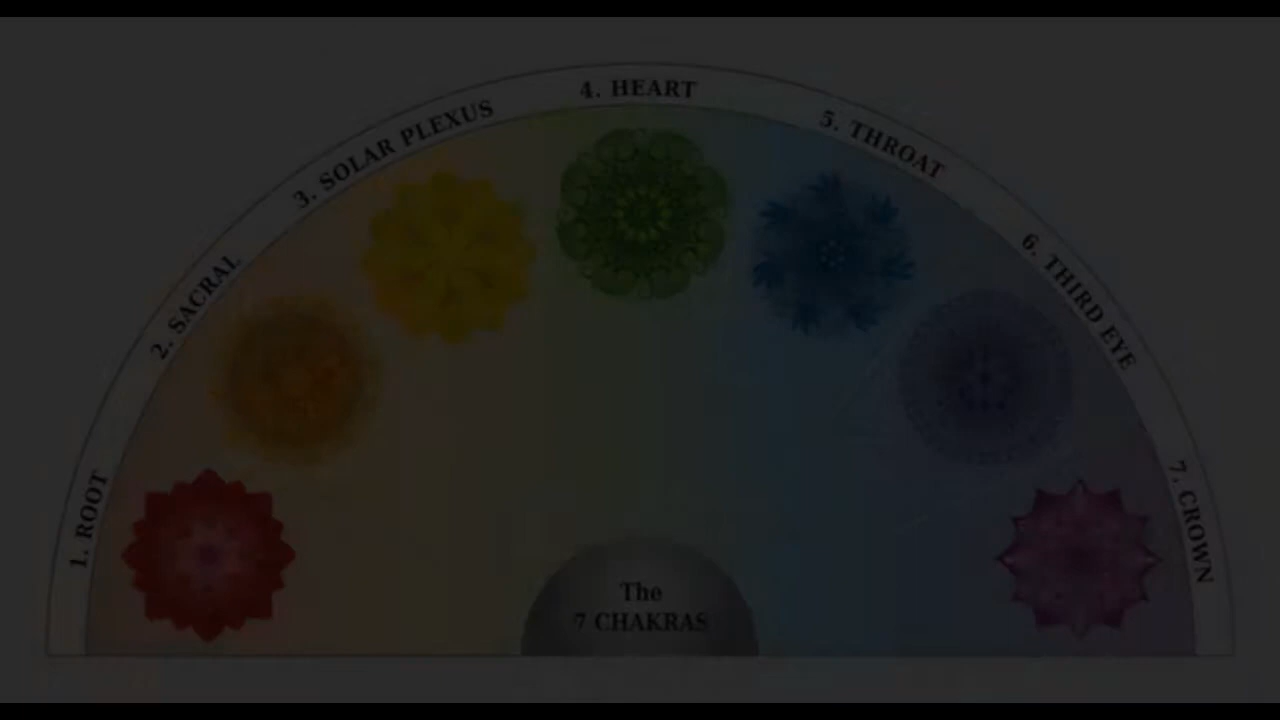 1. ROOT
2. SACRAL
3. SOLAR PLEXUS
4. HEART
5. THROAT
6. THIRD EYE
7. CROWN
The
7 CHAKRAS